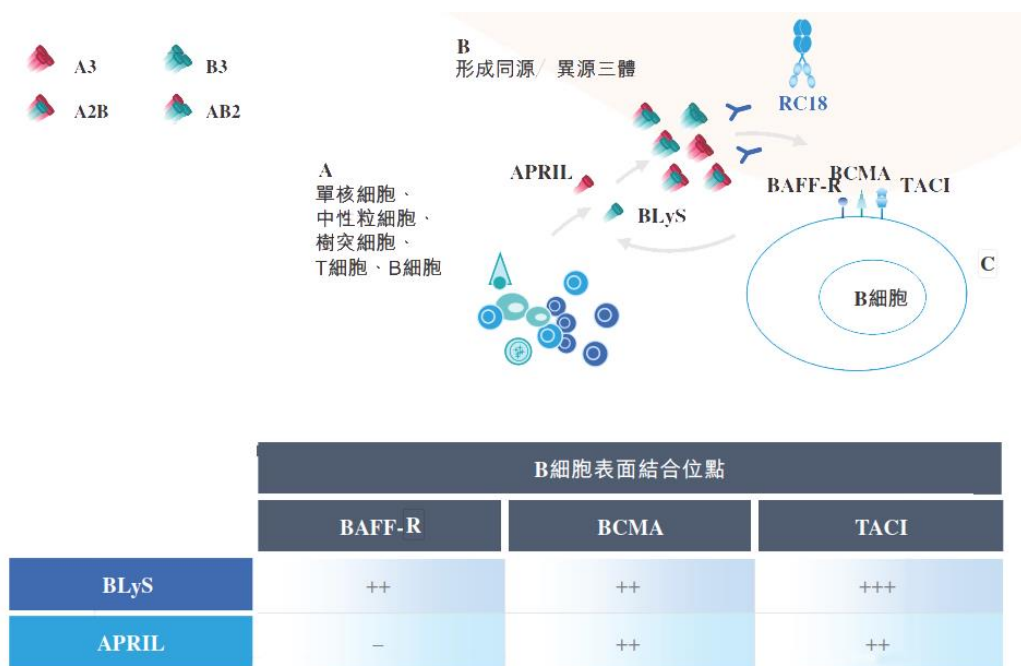 A3
B3
A2B
AB2
B
形成同源/ 異源三體
RC18
A
單核細胞、
中性粒細胞、
樹突細胞、
T細胞、B細胞
APRIL
BLyS
BAFF-R
BCMA
TACI
B細胞
C
B細胞表面結合位點
BAFF-R BCMA TACI
BLyS ++ ++ +++
APRIL – ++ ++